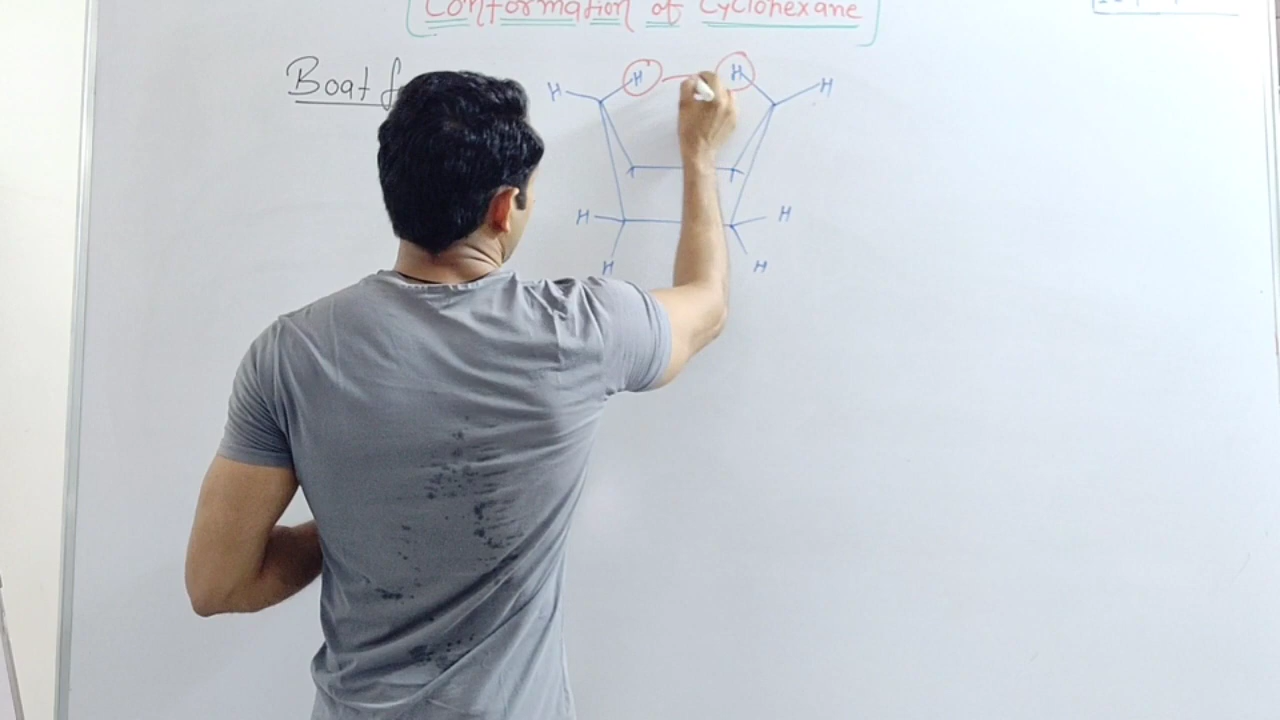 Conformation of Cyclohexane
Boat
H H H H
H H
H H